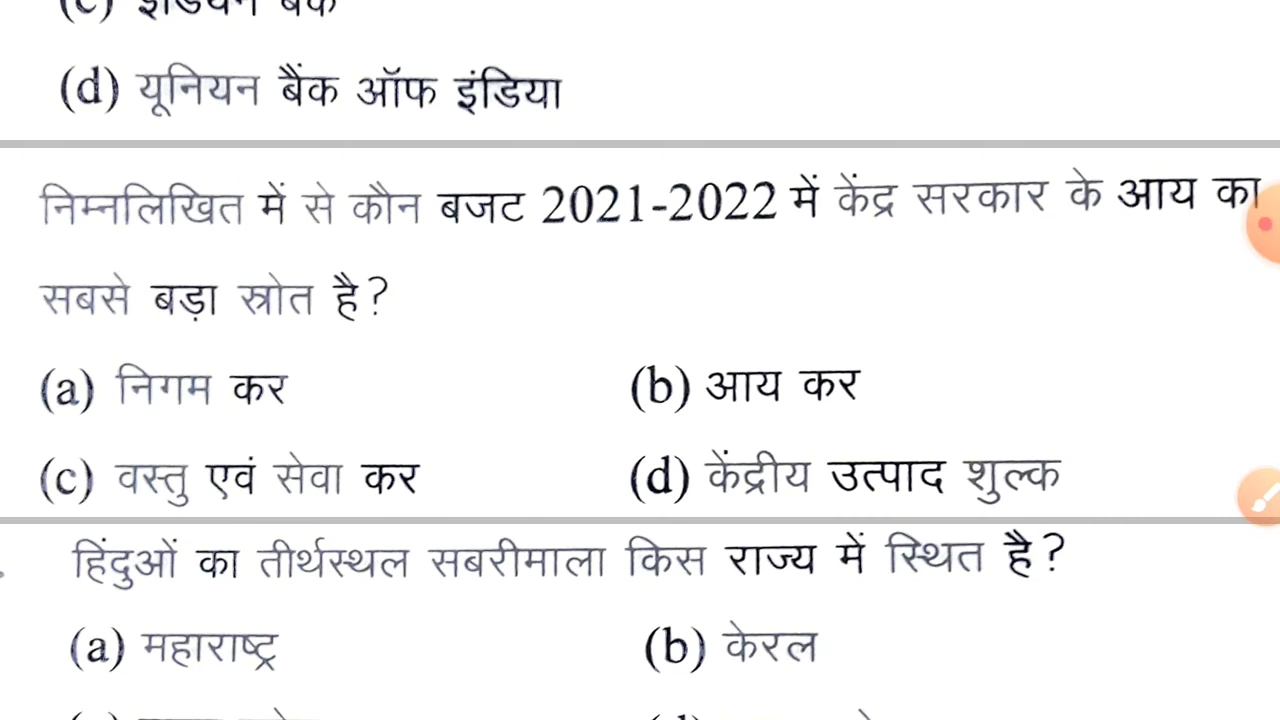 (d) यूनियन बैंक ऑफ इंडिया
निम्नलिखित में से कौन बजट 2021-2022 में केंद्र सरकार के आय का
सबसे बड़ा स्रोत है?
(a) निगम कर (b) आय कर
(c) वस्तु एवं सेवा कर (d) केंद्रीय उत्पाद शुल्क
हिंदुओं का तीर्थस्थल सबरीमाला किस राज्य में स्थित है?
(a) महाराष्ट्र (b) केरल